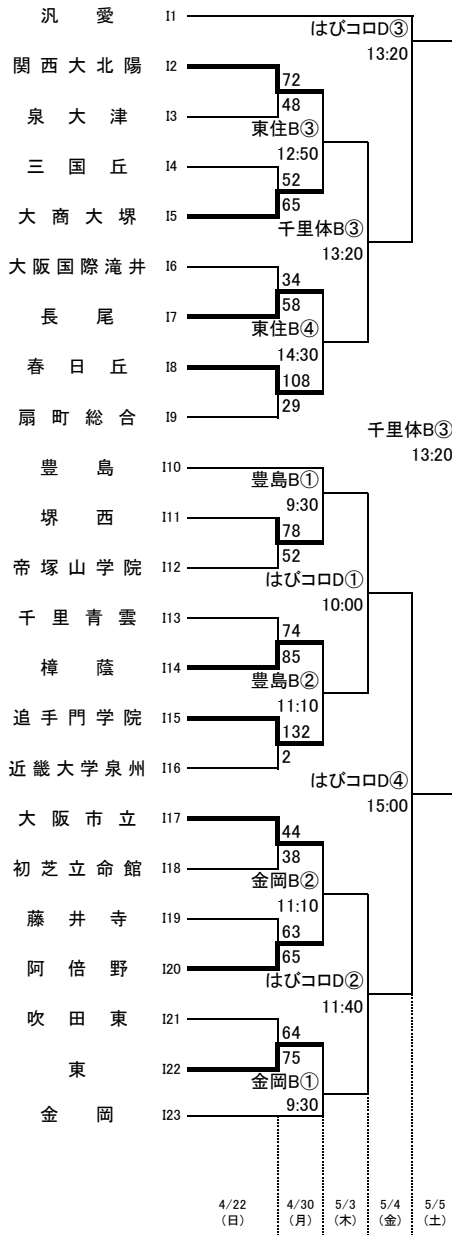 汎愛 I1
はびコロD③
13:20
関西大北陽 I2
72
48
泉大津 I3
東住B③
12:50
三国丘 I4
52
65
大商大堺 I5
千里体B③
13:20
大阪国際滝井 I6
34
58
長尾 I7
東住B④
14:30
春日丘 I8
108
29
扇町総合 I9
千里体B③
13:20
豊島 I10
豊島B①
9:30
堺西 I11
78
52
帝塚山学院 I12
はびコロD①
10:00
千里青雲 I13
74
85
樟蔭 I14
豊島B②
11:10
追手門学院 I15
132
2
近畿大学泉州 I16
はびコロD④
15:00
大阪市立 I17
44
38
初芝立命館 I18
金岡B②
11:10
藤井寺 I19
63
65
阿倍野 I20
はびコロD②
11:40
吹田東 I21
64
75
東 I22
金岡B①
9:30
金岡 I23
4/22 4/30 5/3 5/4 5/5
(日) (月) (木) (金) (土)